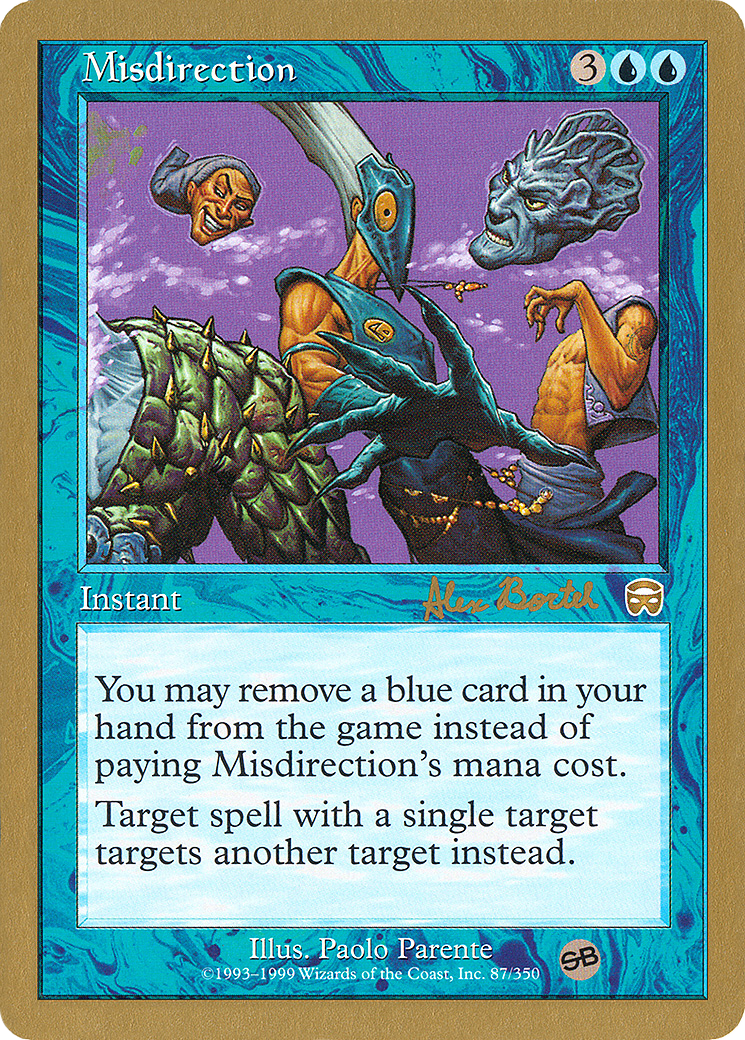 Misdirection 3
Instant Alex Borteh
You may remove a blue card in your
hand from the game instead of
paying Misdirection's mana cost.
Target spell with a single target
targets another target instead.
Illus. Paolo Parente
©1993–1999 Wizards of the Coast, Inc. 87/350 SB